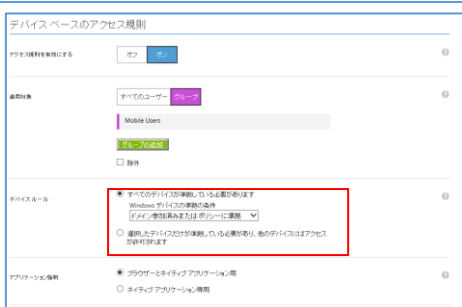 デバイス ベースのアクセス規則
アクセス規則を有効にする
オフ オン
適用対象
すべてのユーザー グループ
Mobile Users
グループの追加
除外
デバイスルール
すべてのデバイスが準拠している必要があります
Windows デバイスの準拠の条件
ドメイン参加済みまたは ポリシーに準拠
選択したデバイスだけが準拠している必要があり、他のデバイスにはアクセス
が許可されます
アプリケーション強制
ブラウザーとネイティブ アプリケーション用
ネイティブ アプリケーション専用